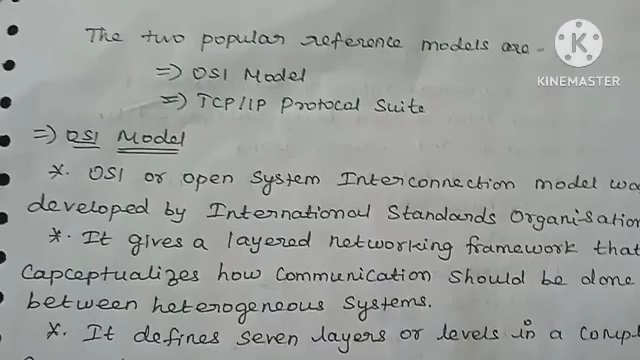 The two popular reference models are -
=> OSI Model
=> TCP/IP Protocal Suite
=> OSI Model
*. OSI or open system Interconnection model wa
developed by International Standards Organisation
*. It gives a layered networking framework that
Capceptualizes how communication should be done
between heterogeneous systems.
*. It defines seven layers or levels in a compl
KINEMASTER